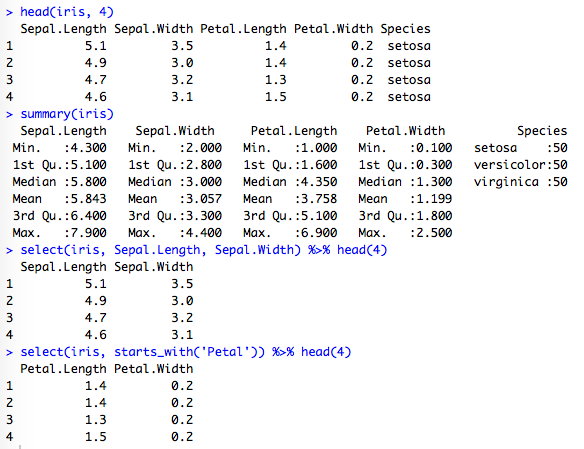 > head(iris, 4)
  Sepal.Length Sepal.Width Petal.Length Petal.Width Species
1          5.1         3.5          1.4         0.2  setosa
2          4.9         3.0          1.4         0.2  setosa
3          4.7         3.2          1.3         0.2  setosa
4          4.6         3.1          1.5         0.2  setosa
> summary(iris)
  Sepal.Length    Sepal.Width     Petal.Length    Petal.Width          Species
 Min.   :4.300   Min.   :2.000   Min.   :1.000   Min.   :0.100   setosa    :50
 1st Qu.:5.100   1st Qu.:2.800   1st Qu.:1.600   1st Qu.:0.300   versicolor:50
 Median :5.800   Median :3.000   Median :4.350   Median :1.300   virginica :50
 Mean   :5.843   Mean   :3.057   Mean   :3.758   Mean   :1.199
 3rd Qu.:6.400   3rd Qu.:3.300   3rd Qu.:5.100   3rd Qu.:1.800
 Max.   :7.900   Max.   :4.400   Max.   :6.900   Max.   :2.500
> select(iris, Sepal.Length, Sepal.Width) %>% head(4)
  Sepal.Length Sepal.Width
1          5.1         3.5
2          4.9         3.0
3          4.7         3.2
4          4.6         3.1
> select(iris, starts_with('Petal')) %>% head(4)
  Petal.Length Petal.Width
1          1.4         0.2
2          1.4         0.2
3          1.3         0.2
4          1.5         0.2